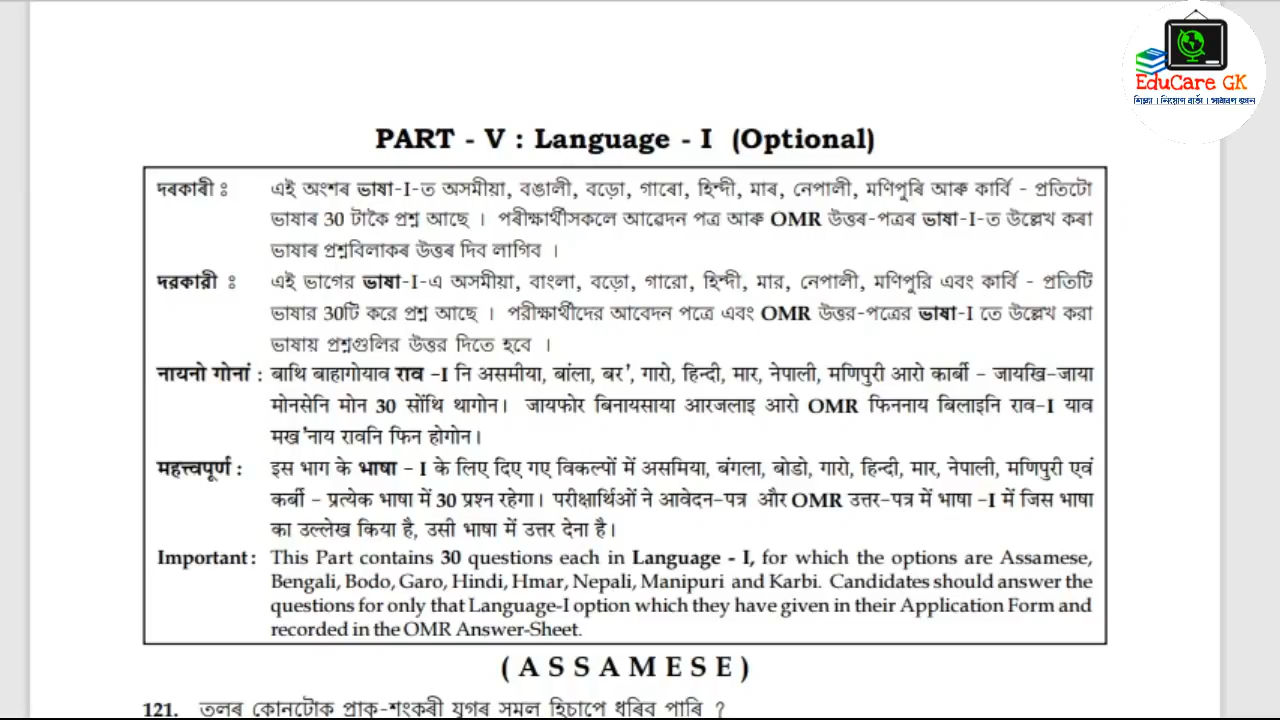 EduCare GK
শিক্ষা । নিয়োগ বাৰ্তা । সাধাৰণ জ্ঞান
PART - V : Language - I (Optional)
দৰকাৰী ঃ এই অংশৰ ভাষা-I-ত অসমীয়া, বঙালী, বড়ো, গাৰো, হিন্দী, মাৰ, নেপালী, মণিপুৰি আৰু কাৰ্বি - প্ৰতিটো
ভাষাৰ 30 টাকৈ প্ৰশ্ন আছে । পৰীক্ষাৰ্থীসকলে আৱেদন পত্ৰ আৰু OMR উত্তৰ-পত্ৰৰ ভাষা-I-ত উল্লেখ কৰা
ভাষাৰ প্ৰশ্নবিলাকৰ উত্তৰ দিব লাগিব ।
দরকারী ঃ এই ভাগের ভাষা-I-এ অসমীয়া, বাংলা, বড়ো, গারো, হিন্দী, মার, নেপালী, মণিপুরি এবং কার্বি - প্রতিটি
ভাষার 30টি করে প্রশ্ন আছে । পরীক্ষার্থীদের আবেদন পত্রে এবং OMR উত্তর-পত্রের ভাষা-I তে উল্লেখ করা
ভাষায় প্রশ্নগুলির উত্তর দিতে হবে ।
नायनो गोनां : बाथि बाहागोयाव राव -I नि असमीया, बांला, बर', गारो, हिन्दी, मार, नेपाली, मणिपुरी आरो कार्बी - जायखि-जाया
मोनसेनि मोन 30 सोंथि थागोन। जायफोर बिनायसाया आरजलाइ आरो OMR फिननाय बिलाइनि राव-I याव
मख'नाय रावनि फिन होगोन।
महत्त्वपूर्ण : इस भाग के भाषा - I के लिए दिए गए विकल्पों में असमिया, बंगला, बोडो, गारो, हिन्दी, मार, नेपाली, मणिपुरी एवं
कर्बी - प्रत्येक भाषा में 30 प्रश्न रहेगा। परीक्षार्थिओं ने आवेदन-पत्र और OMR उत्तर-पत्र में भाषा -I में जिस भाषा
का उल्लेख किया है, उसी भाषा में उत्तर देना है।
Important : This Part contains 30 questions each in Language - I, for which the options are Assamese,
Bengali, Bodo, Garo, Hindi, Hmar, Nepali, Manipuri and Karbi. Candidates should answer the
questions for only that Language-I option which they have given in their Application Form and
recorded in the OMR Answer-Sheet.
( A S S A M E S E )
121. তলৰ কোনটোক প্ৰাক্-শংকৰী যুগৰ সমল হিচাপে ধৰিব পাৰি ?